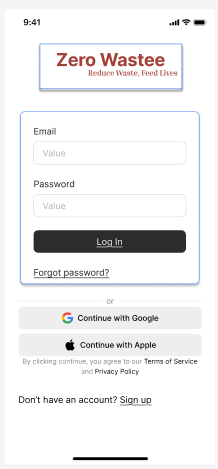 9:41
Zero Wastee
Reduce Waste, Feed Lives
Email
Value
Password
Value
Log In
Forgot password?
or
Continue with Google
Continue with Apple
By clicking continue, you agree to our Terms of Service
and Privacy Policy
Don't have an account? Sign up